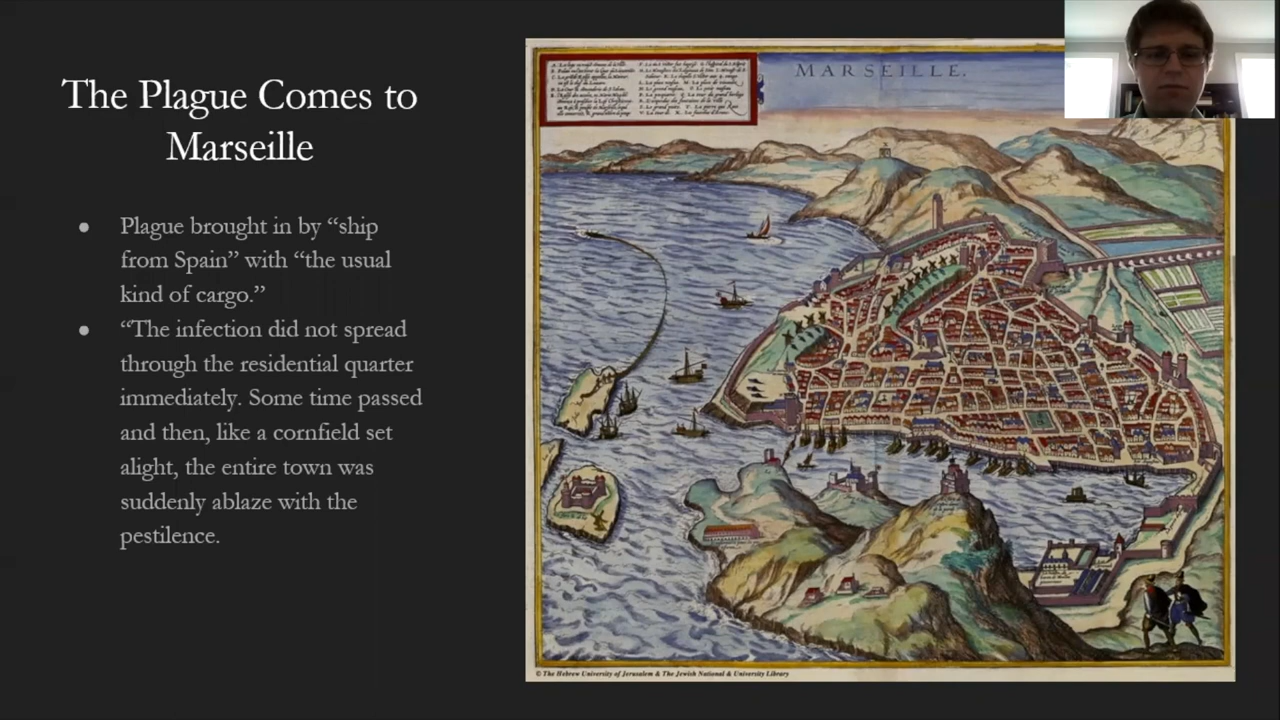 The Plague Comes to
Marseille
● Plague brought in by “ship
from Spain” with “the usual
kind of cargo.”
● “The infection did not spread
through the residential quarter
immediately. Some time passed
and then, like a cornfield set
alight, the entire town was
suddenly ablaze with the
pestilence.
MARSEILLE.
© The Hebrew University of Jerusalem & The Jewish National & University Library